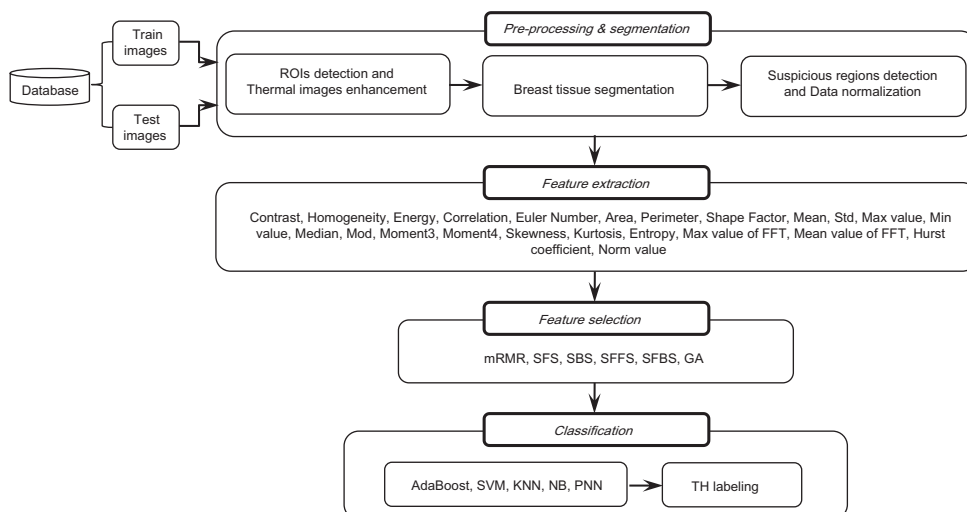 Pre-processing & segmentation
Train
images
Database
Test
images
ROIs detection and
Thermal images enhancement
Breast tissue segmentation
Suspicious regions detection
and Data normalization
Feature extraction
Contrast, Homogeneity, Energy, Correlation, Euler Number, Area, Perimeter, Shape Factor, Mean, Std, Max value, Min
value, Median, Mod, Moment3, Moment4, Skewness, Kurtosis, Entropy, Max value of FFT, Mean value of FFT, Hurst
coefficient, Norm value
Feature selection
mRMR, SFS, SBS, SFFS, SFBS, GA
Classification
AdaBoost, SVM, KNN, NB, PNN
TH labeling